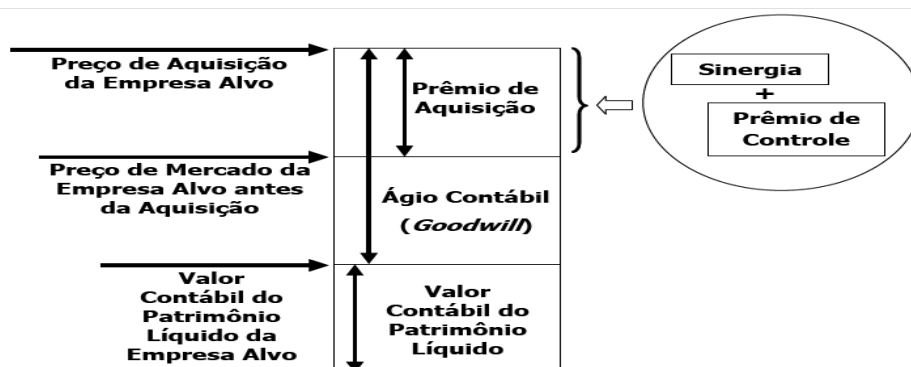 Preço de Aquisição
da Empresa Alvo
Preço de Mercado da
Empresa Alvo antes
da Aquisição
Valor
Contábil do
Patrimônio
Líquido da
Empresa Alvo
Prêmio de
Aquisição
Ágio Contábil
(Goodwill)
Valor
Contábil do
Patrimônio
Líquido
Sinergia
+
Prêmio de
Controle